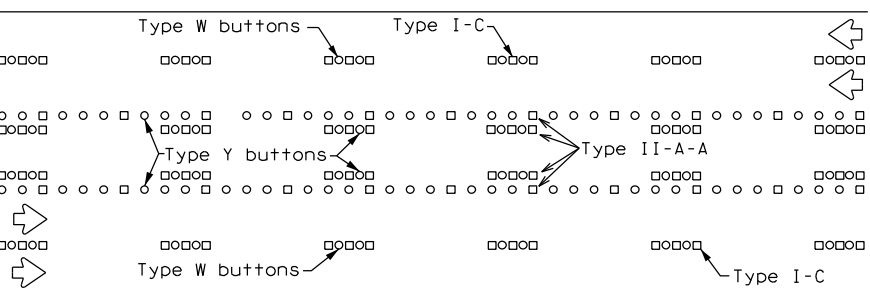 Type W buttons
Type I-C
Type Y buttons
Type II-A-A
Type W buttons
Type I-C